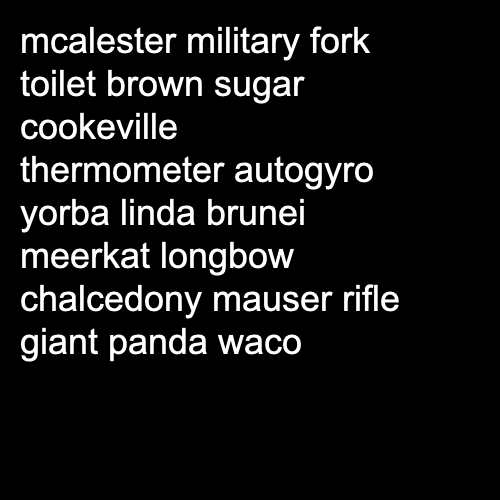 mcalester military fork
toilet brown sugar
cookeville
thermometer autogyro
yorba linda brunei
meerkat longbow
chalcedony mauser rifle
giant panda waco